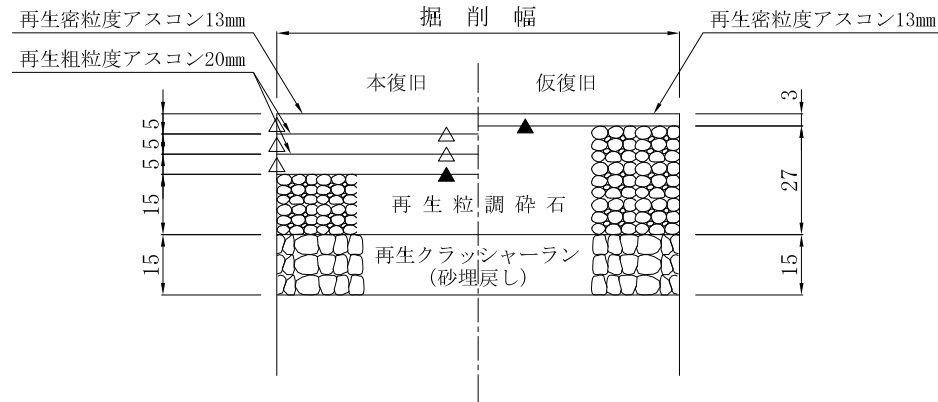 再生密粒度アスコン13mm
掘削幅
再生密粒度アスコン13mm
再生粗粒度アスコン20mm
本復旧
仮復旧
3
5
5
5
27
15
再生粒調砕石
15
再生クラッシャーラン
(砂埋戻し)
15